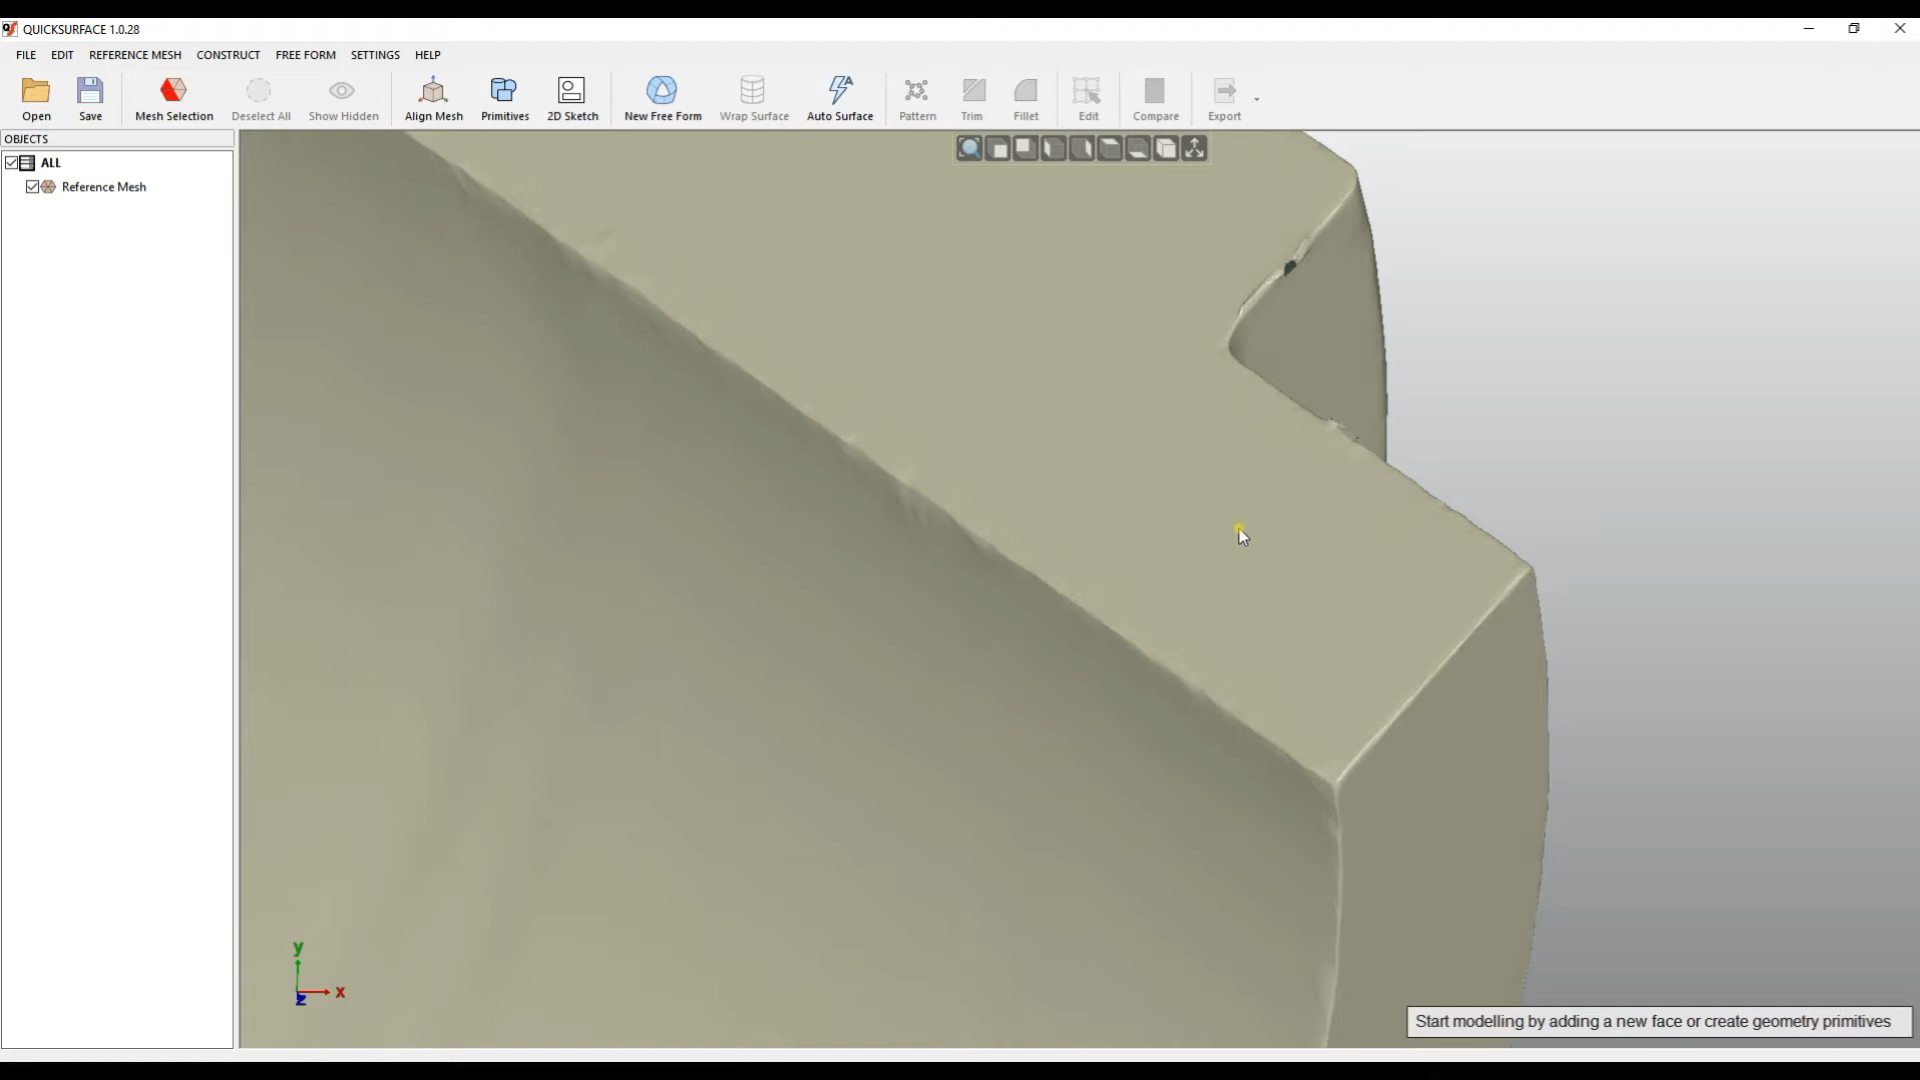 QUICKSURFACE 1.0.28
FILE EDIT REFERENCE MESH CONSTRUCT FREE FORM SETTINGS HELP
Open Save Mesh Selection Deselect All Show Hidden Align Mesh Primitives 2D Sketch New Free Form Wrap Surface Auto Surface Pattern Trim Fillet Edit Compare Export
OBJECTS
ALL
Reference Mesh
y
x
z
Start modelling by adding a new face or create geometry primitives